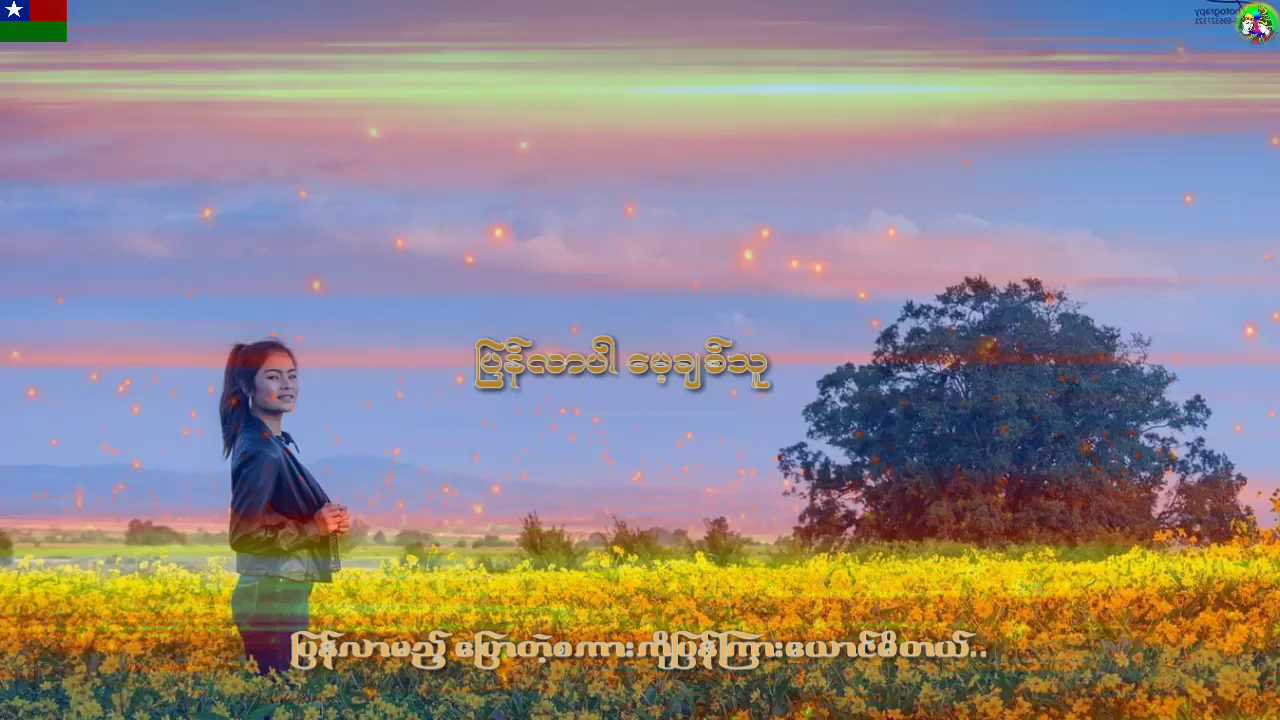 ပြန်လာပါ မေ့ချစ်သူ
ပြန်လာမည် ပြောတဲ့စကားကိုပြန်ကြားယောင်မိတယ်..